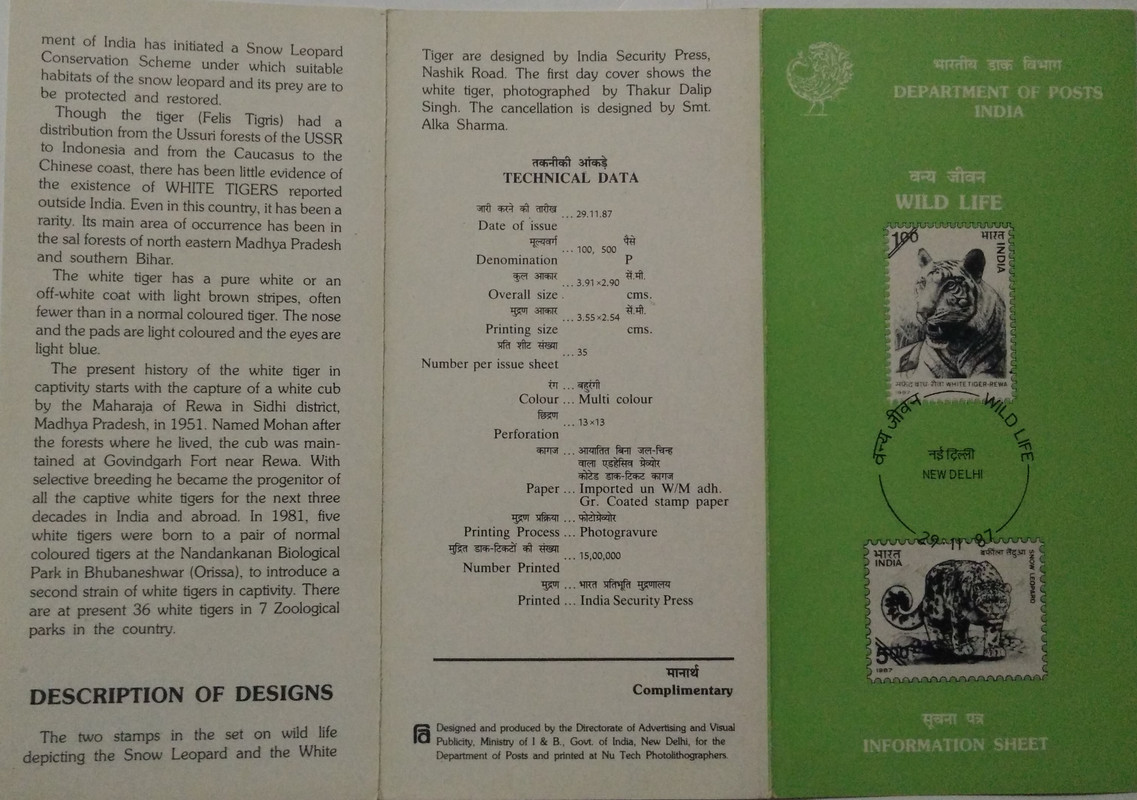 ment of India has initiated a Snow Leopard
Conservation Scheme under which suitable
habitats of the snow leopard and its prey are to
be protected and restored.
Though the tiger (Felis Tigris) had a
distribution from the Ussuri forests of the USSR
to Indonesia and from the Caucasus to the
Chinese coast, there has been little evidence of
the existence of WHITE TIGERS reported
outside India. Even in this country, it has been a
rarity. Its main area of occurrence has been in
the sal forests of north eastern Madhya Pradesh
and southern Bihar.
The white tiger has a pure white or an
off-white coat with light brown stripes, often
fewer than in a normal coloured tiger. The nose
and the pads are light coloured and the eyes are
light blue.
The present history of the white tiger in
captivity starts with the capture of a white cub
by the Maharaja of Rewa in Sidhi district,
Madhya Pradesh, in 1951. Named Mohan after
the forests where he lived, the cub was main-
tained at Govindgarh Fort near Rewa. With
selective breeding he became the progenitor of
all the captive white tigers for the next three
decades in India and abroad. In 1981, five
white tigers were born to a pair of normal
coloured tigers at the Nandankanan Biological
Park in Bhubaneshwar (Orissa), to introduce a
second strain of white tigers in captivity. There
are at present 36 white tigers in 7 Zoological
parks in the country.
DESCRIPTION OF DESIGNS
The two stamps in the set on wild life
depicting the Snow Leopard and the White
Tiger are designed by India Security Press,
Nashik Road. The first day cover shows the
white tiger, photographed by Thakur Dalip
Singh. The cancellation is designed by Smt.
Alka Sharma.
तकनीकी आंकड़े
TECHNICAL DATA
जारी करने की तारीख
Date of issue ... 29.11.87
मूल्यवर्ग पैसे
Denomination ... 100, 500 P
कुल आकार सें.मी.
Overall size ... 3.91×2.90 cms.
मुद्रण आकार सें.मी.
Printing size ... 3.55×2.54 cms.
प्रति शीट संख्या
Number per issue sheet ... 35
रंग ... बहुरंगी
Colour ... Multi colour
छिद्रण
Perforation ... 13×13
कागज ... आयातित बिना जल-चिन्ह
वाला एडहेसिव ग्रेव्योर
कोटेड डाक-टिकट कागज
Paper ... Imported un W/M adh.
Gr. Coated stamp paper
मुद्रण प्रक्रिया ... फोटोग्रेव्योर
Printing Process ... Photogravure
मुद्रित डाक-टिकटों की संख्या
Number Printed ... 15,00,000
मुद्रण ... भारत प्रतिभूति मुद्रणालय
Printed ... India Security Press
मानार्थ
Complimentary
Designed and produced by the Directorate of Advertising and Visual
Publicity, Ministry of I & B., Govt. of India, New Delhi, for the
Department of Posts and printed at Nu Tech Photolithographers.
भारतीय डाक विभाग
DEPARTMENT OF POSTS
INDIA
वन्य जीवन
WILD LIFE
100
भारत
INDIA
WHITE TIGER-REWA
1987
वन्य जीवन WILD LIFE
नई दिल्ली
NEW DELHI
29 11 87
भारत
INDIA
बर्फीला तेंदुआ
SNOW LEOPARD
500
1987
सूचना पत्र
INFORMATION SHEET